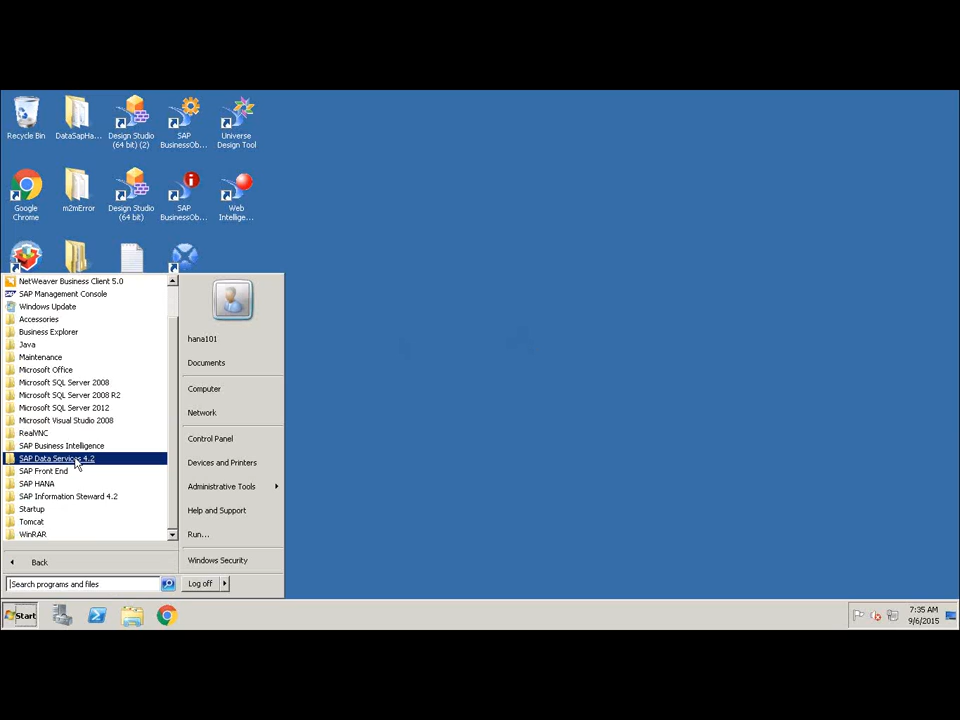 Recycle Bin
DataSapHa...
Design Studio
(64 bit) (2)
SAP
BusinessOb...
Universe
Design Tool
Google
Chrome
m2mError
Design Studio
(64 bit)
SAP
BusinessOb...
Web
Intellige...
NetWeaver Business Client 5.0
SAP Management Console
Windows Update
Accessories
Business Explorer
Java
Maintenance
Microsoft Office
Microsoft SQL Server 2008
Microsoft SQL Server 2008 R2
Microsoft SQL Server 2012
Microsoft Visual Studio 2008
RealVNC
SAP Business Intelligence
SAP Data Services 4.2
SAP Front End
SAP HANA
SAP Information Steward 4.2
Startup
Tomcat
WinRAR
Back
Search programs and files
hana101
Documents
Computer
Network
Control Panel
Devices and Printers
Administrative Tools
Help and Support
Run...
Windows Security
Log off
Start
7:35 AM
9/6/2015